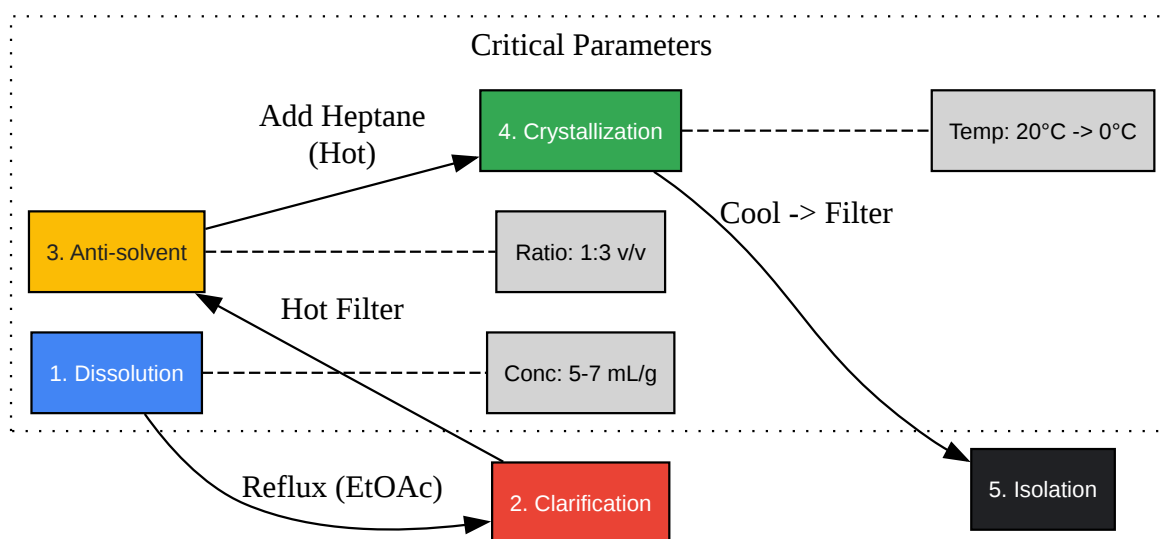 Critical Parameters
Add Heptane
(Hot)
4. Crystallization
Temp: 20°C -> 0°C
Cool -> Filter
3. Anti-solvent
Ratio: 1:3 v/v
Hot Filter
1. Dissolution
Conc: 5-7 mL/g
Reflux (EtOAc)
2. Clarification
5. Isolation